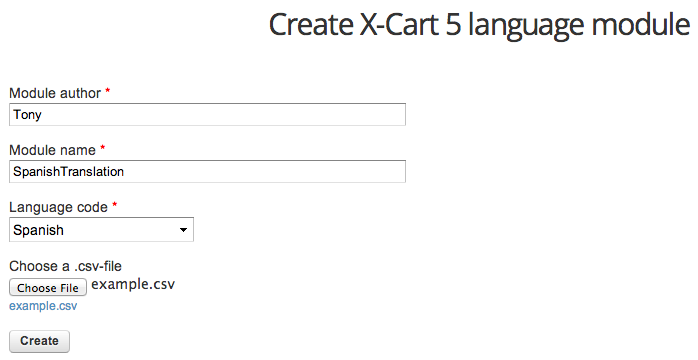 Create X-Cart 5 language module
Module author *
Tony
Module name *
SpanishTranslation
Language code *
Spanish
Choose a .csv-file
Choose File example.csv
example.csv
Create